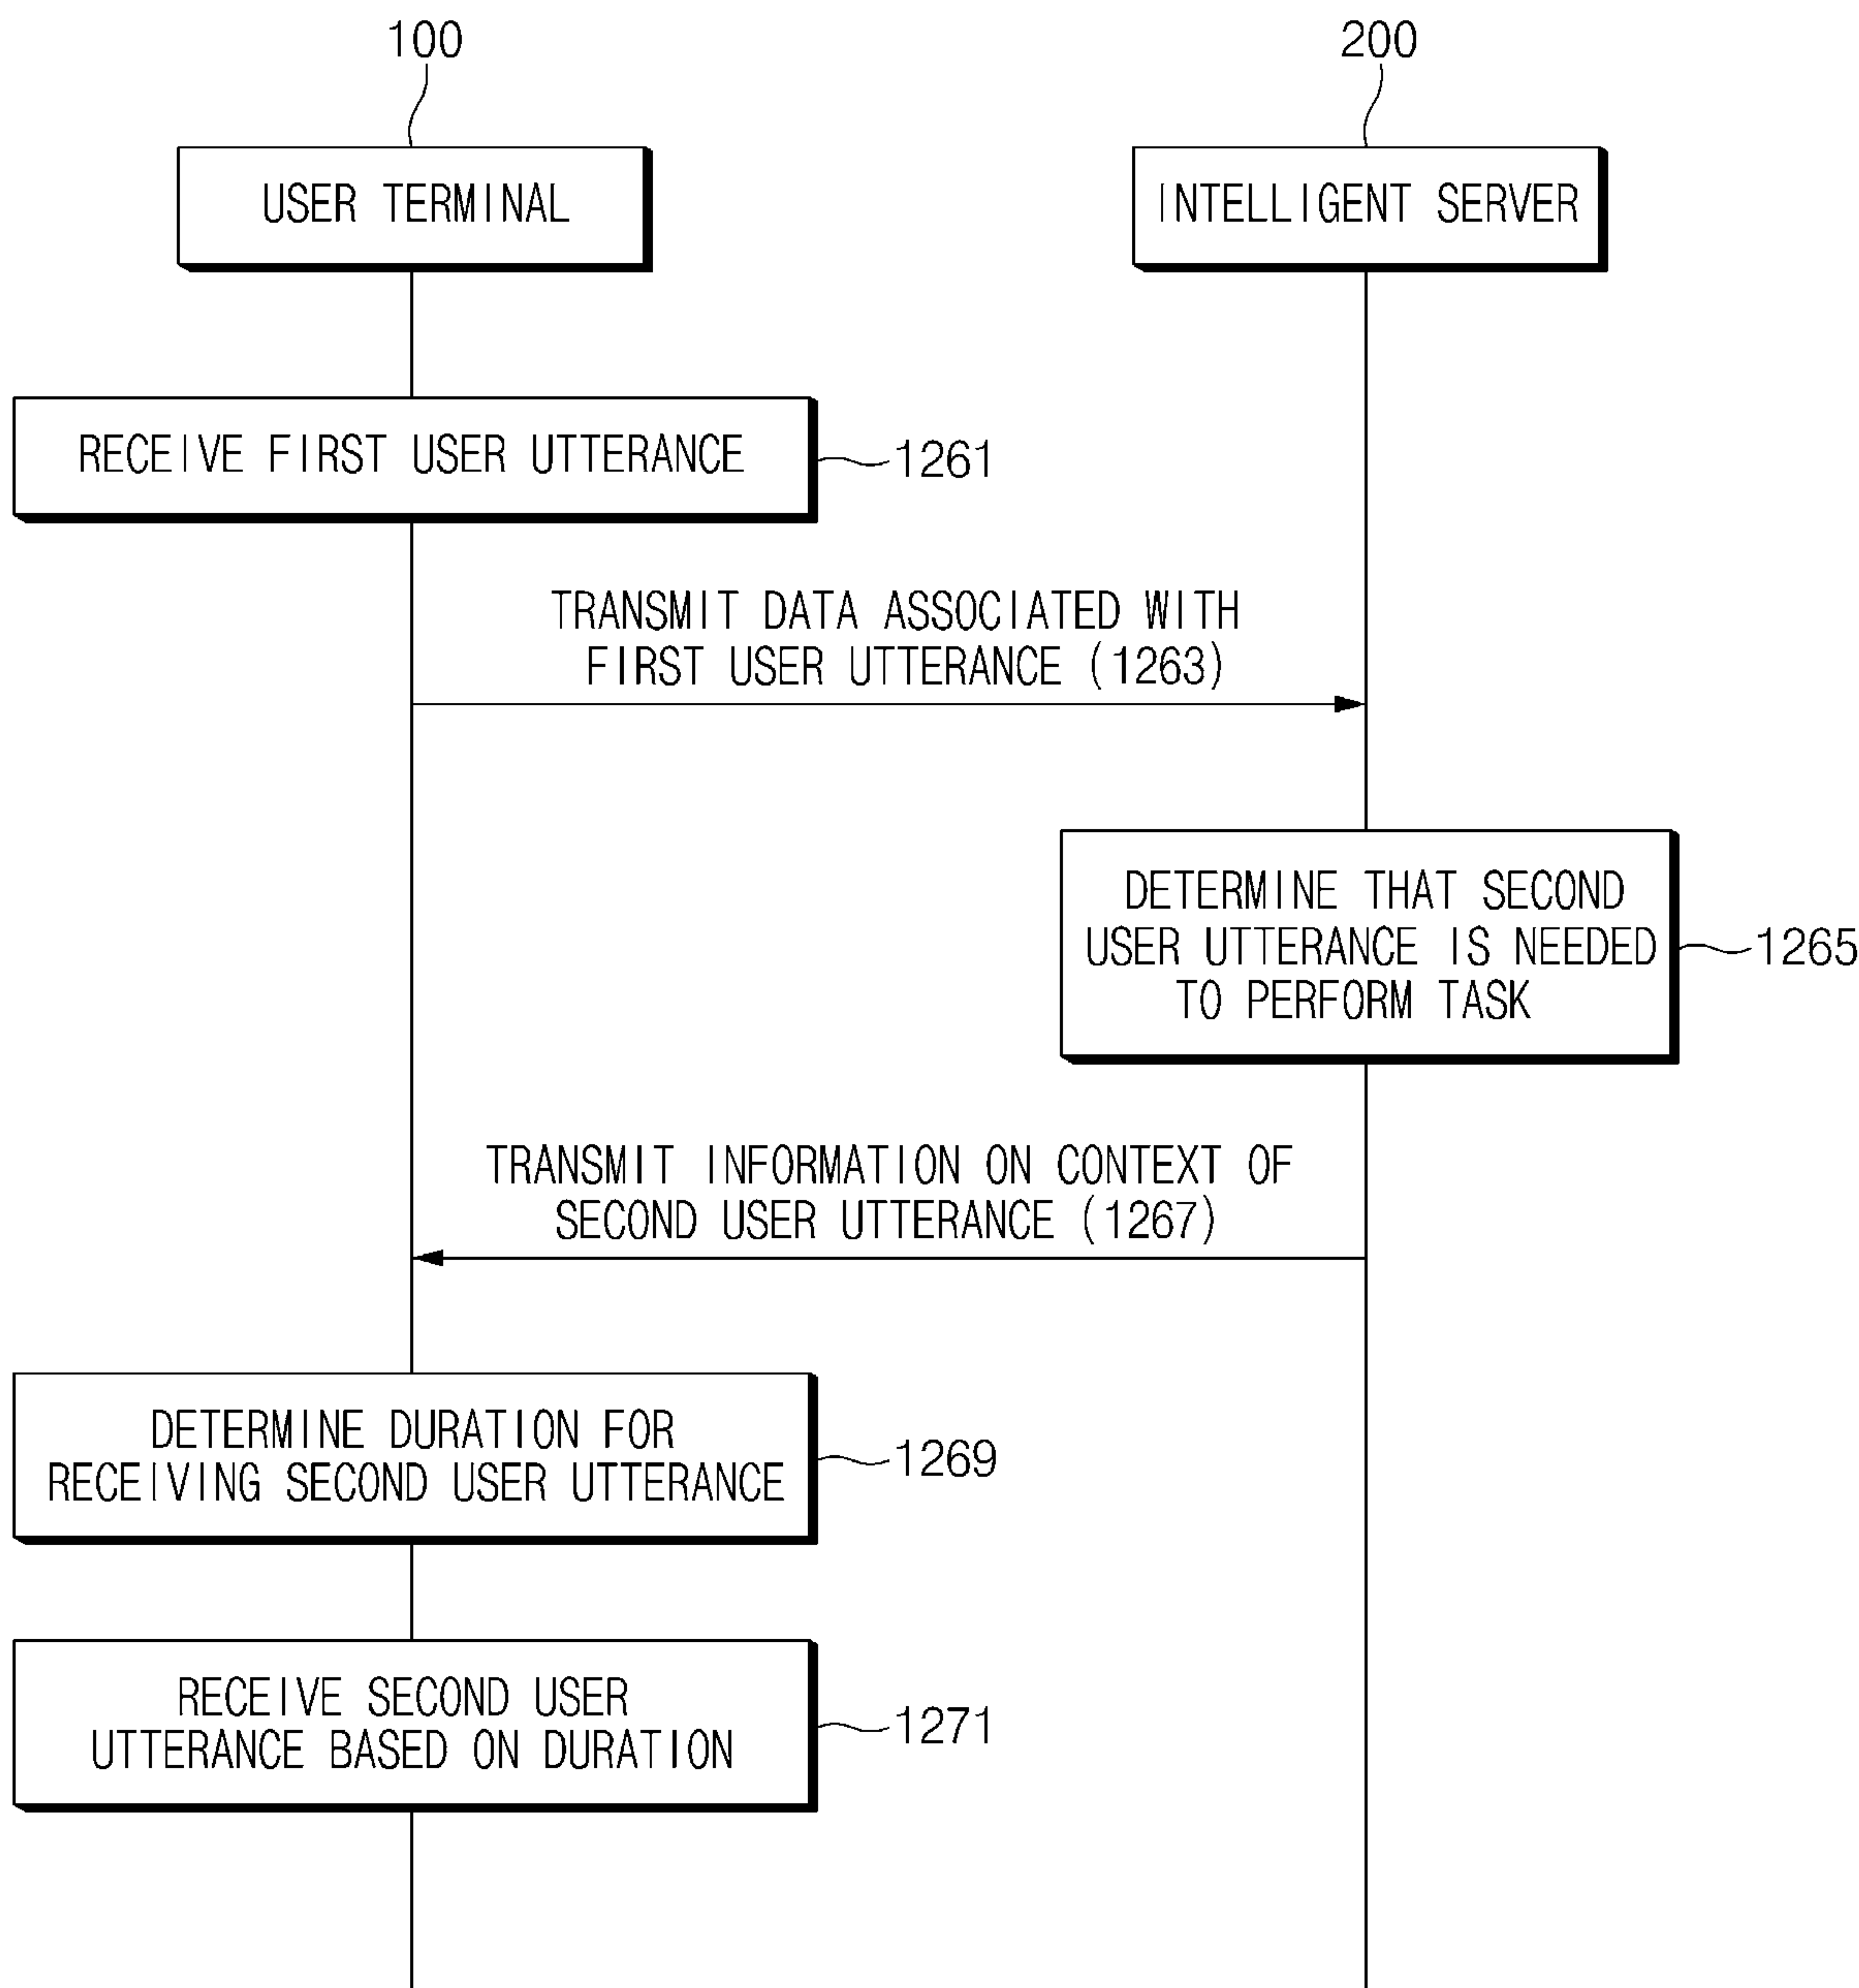 100
200
USER TERMINAL
INTELLIGENT SERVER
RECEIVE FIRST USER UTTERANCE
1261
TRANSMIT DATA ASSOCIATED WITH
FIRST USER UTTERANCE (1263)
DETERMINE THAT SECOND
USER UTTERANCE IS NEEDED
TO PERFORM TASK
1265
TRANSMIT INFORMATION ON CONTEXT OF
SECOND USER UTTERANCE (1267)
DETERMINE DURATION FOR
RECEIVING SECOND USER UTTERANCE
1269
RECEIVE SECOND USER
UTTERANCE BASED ON DURATION
1271